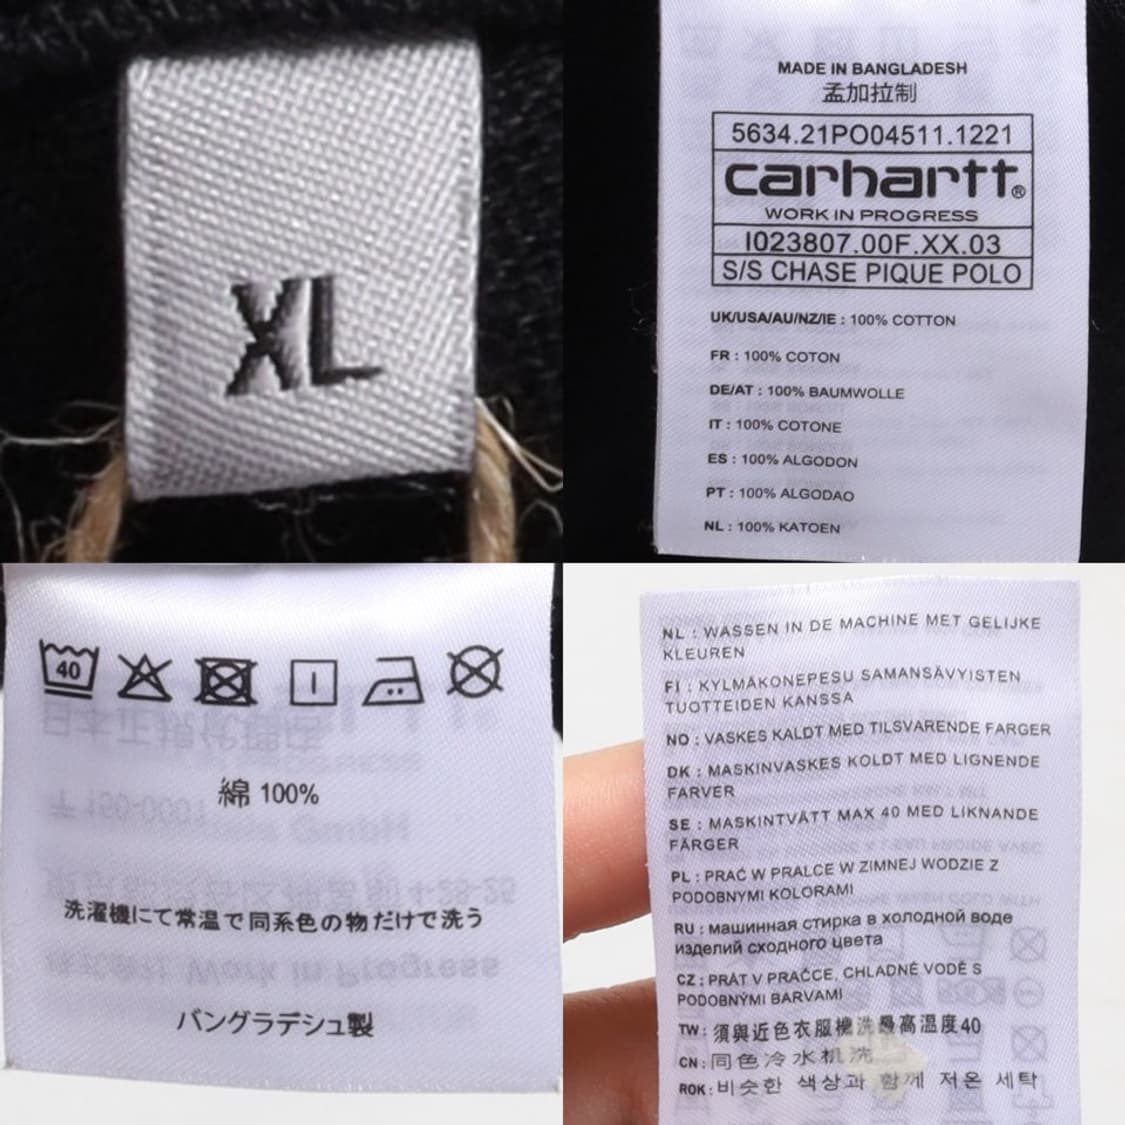 XL
MADE IN BANGLADESH
孟加拉制
5634.21PO04511.1221
carhartt®
WORK IN PROGRESS
I023807.00F.XX.03
S/S CHASE PIQUE POLO
UK/USA/AU/NZ/IE : 100% COTTON
FR : 100% COTON
DE/AT : 100% BAUMWOLLE
IT : 100% COTONE
ES : 100% ALGODON
PT : 100% ALGODAO
NL : 100% KATOEN
40
綿 100%
洗濯機にて常温で同系色の物だけで洗う
バングラデシュ製
NL : WASSEN IN DE MACHINE MET GELIJKE
KLEUREN
FI : KYLMÄKONEPESU SAMANSÄVYISTEN
TUOTTEIDEN KANSSA
NO : VASKES KALDT MED TILSVARENDE FARGER
DK : MASKINVASKES KOLDT MED LIGNENDE
FARVER
SE : MASKINTVÄTT MAX 40 MED LIKNANDE
FÄRGER
PL : PRAĆ W PRALCE W ZIMNEJ WODZIE Z
PODOBNYMI KOLORAMI
RU : машинная стирка в холодной воде
изделий сходного цвета
CZ : PRÁT V PRAČCE, CHLADNÉ VODĚ S
PODOBNÝMI BARVAMI
TW : 須與近色衣服機洗最高溫度40
CN : 同色冷水机洗
ROK : 비슷한 색상과 함께 저온 세탁